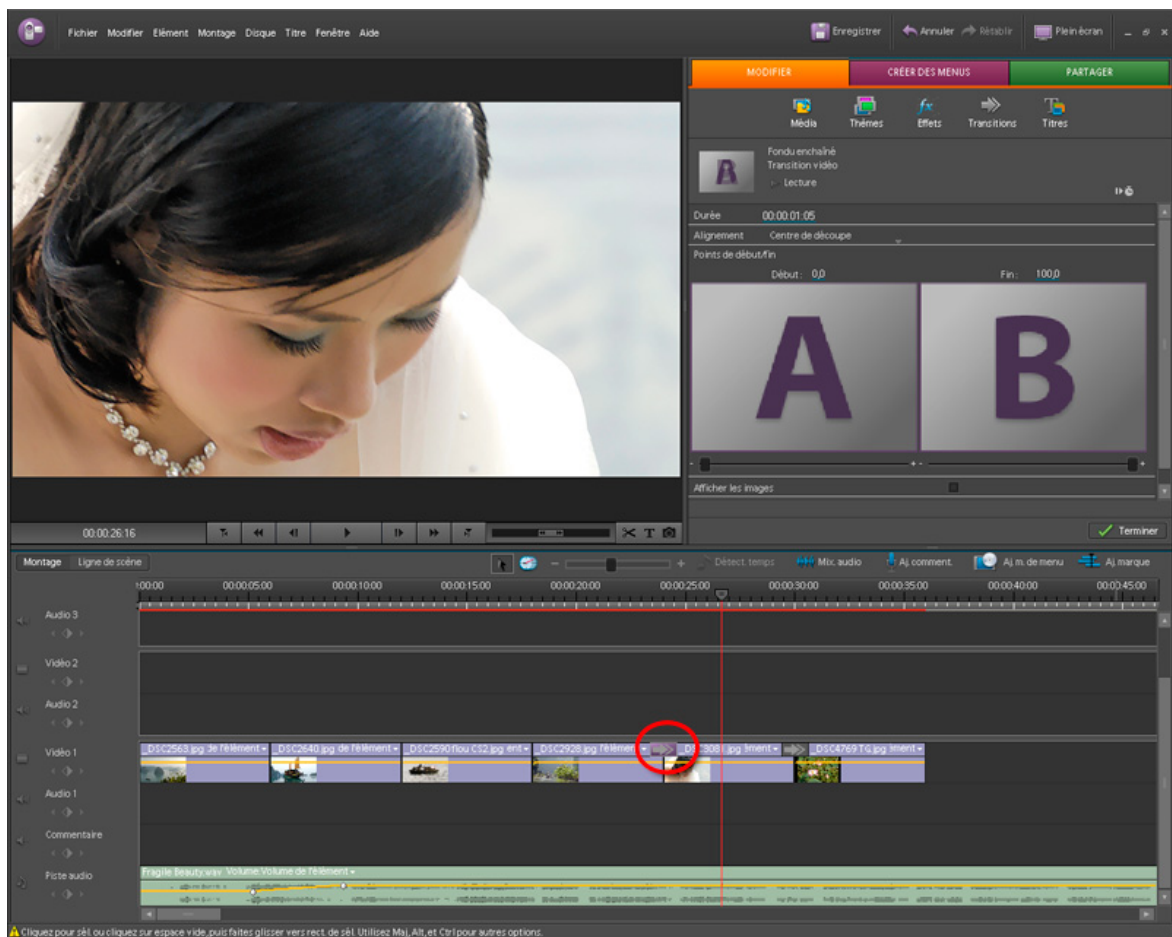 Fichier Modifier Elément Montage Disque Titre Fenêtre Aide
Enregistrer Annuler Rétablir Plein écran
MODIFIER CRÉER DES MENUS PARTAGER
Média Thèmes Effets Transitions Titres
Fondu enchaîné
Transition vidéo
Lecture
B
Durée 00:00:01:05
Alignement Centre de découpe
Points de début/fin
Début: 0,0 Fin: 100,0
A B
Afficher les images
00:00:26:16
Terminer
Montage Ligne de scène
Détect. temps Mix. audio Aj. comment. Aj. m. de menu Aj. marque
:00:00 00:00:05:00 00:00:10:00 00:00:15:00 00:00:20:00 00:00:25:00 00:00:30:00 00:00:35:00 00:00:40:00 00:00:45:00
Audio 3
Vidéo 2
Audio 2
Vidéo 1
_DSC2563.jpg de l'élément _DSC2640.jpg de l'élément _DSC2590 flou CS2.jpg ent _DSC2928.jpg l'élément _DSC4769 TG.jpg lment
Audio 1
Commentaire
Piste audio
Fragile Beauty.wav Volume:Volume de l'élément
Cliquez pour sél. ou cliquez sur espace vide, puis faites glisser vers rect. de sél. Utilisez Maj, Alt, et Ctrl pour autres options.